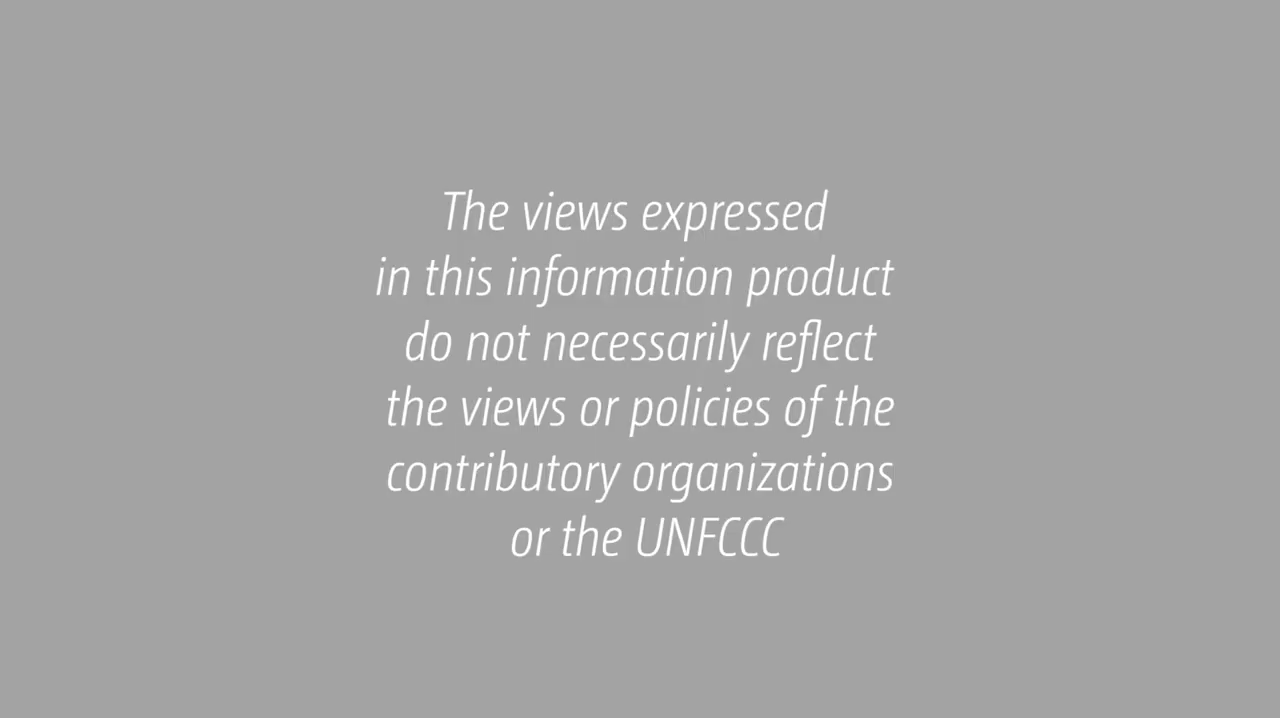 The views expressed
in this information product
do not necessarily reflect
the views or policies of the
contributory organizations
or the UNFCCC